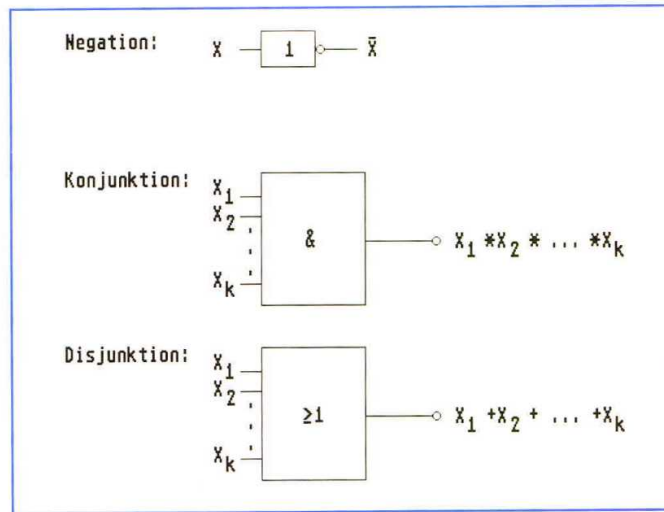 Negation: X 1 X̄
Konjunktion: X₁
X₂
& X₁ *X₂ * ... *Xₖ
Xₖ
Disjunktion: X₁
X₂
≥1 X₁ +X₂ + ... +Xₖ
Xₖ